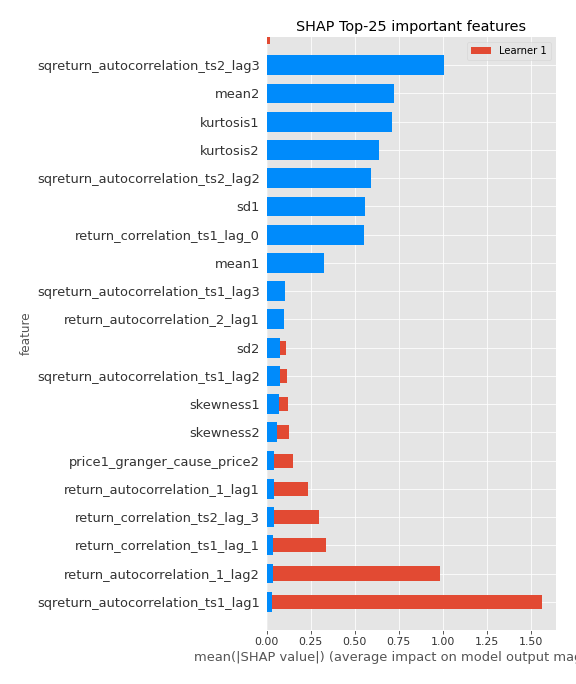 SHAP Top-25 important features
Learner 1
sqreturn_autocorrelation_ts2_lag3
mean2
kurtosis1
kurtosis2
sqreturn_autocorrelation_ts2_lag2
sd1
return_correlation_ts1_lag_0
mean1
sqreturn_autocorrelation_ts1_lag3
return_autocorrelation_2_lag1
sd2
sqreturn_autocorrelation_ts1_lag2
skewness1
skewness2
price1_granger_cause_price2
return_autocorrelation_1_lag1
return_correlation_ts2_lag_3
return_correlation_ts1_lag_1
return_autocorrelation_1_lag2
sqreturn_autocorrelation_ts1_lag1
feature
0.00 0.25 0.50 0.75 1.00 1.25 1.50
mean(|SHAP value|) (average impact on model output mag